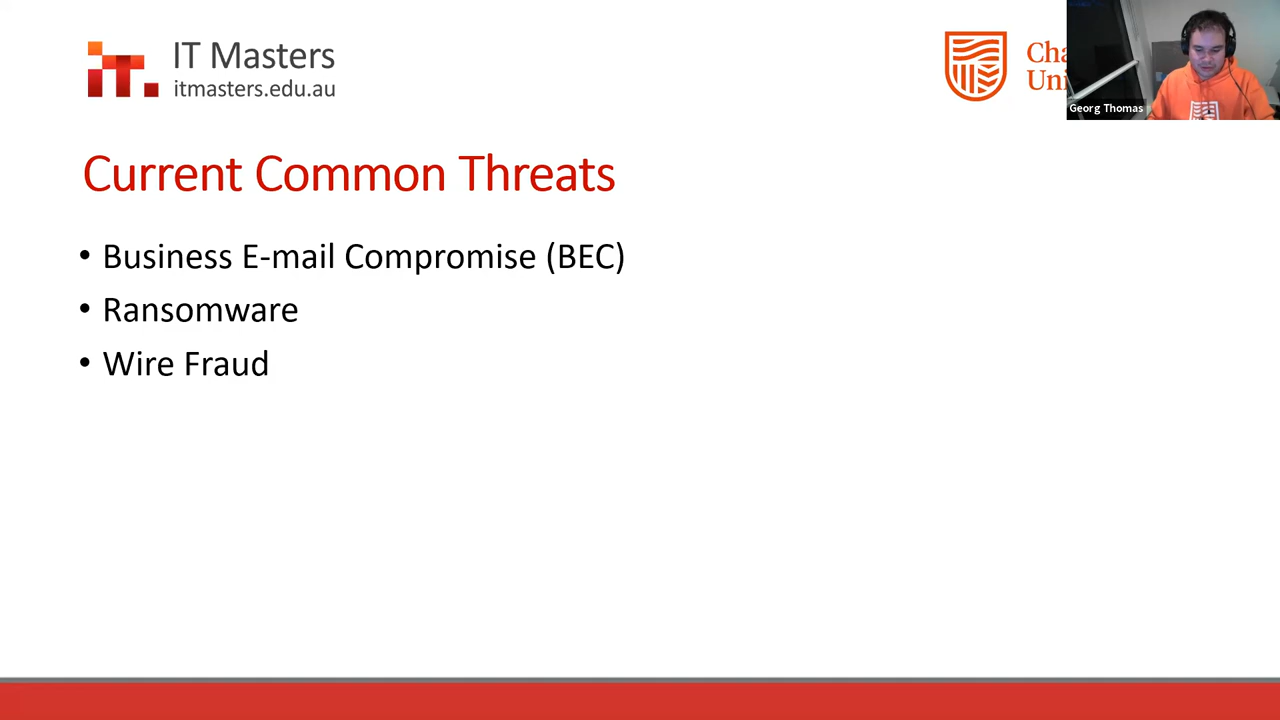 IT Masters
itmasters.edu.au
Georg Thomas
Current Common Threats
• Business E-mail Compromise (BEC)
• Ransomware
• Wire Fraud